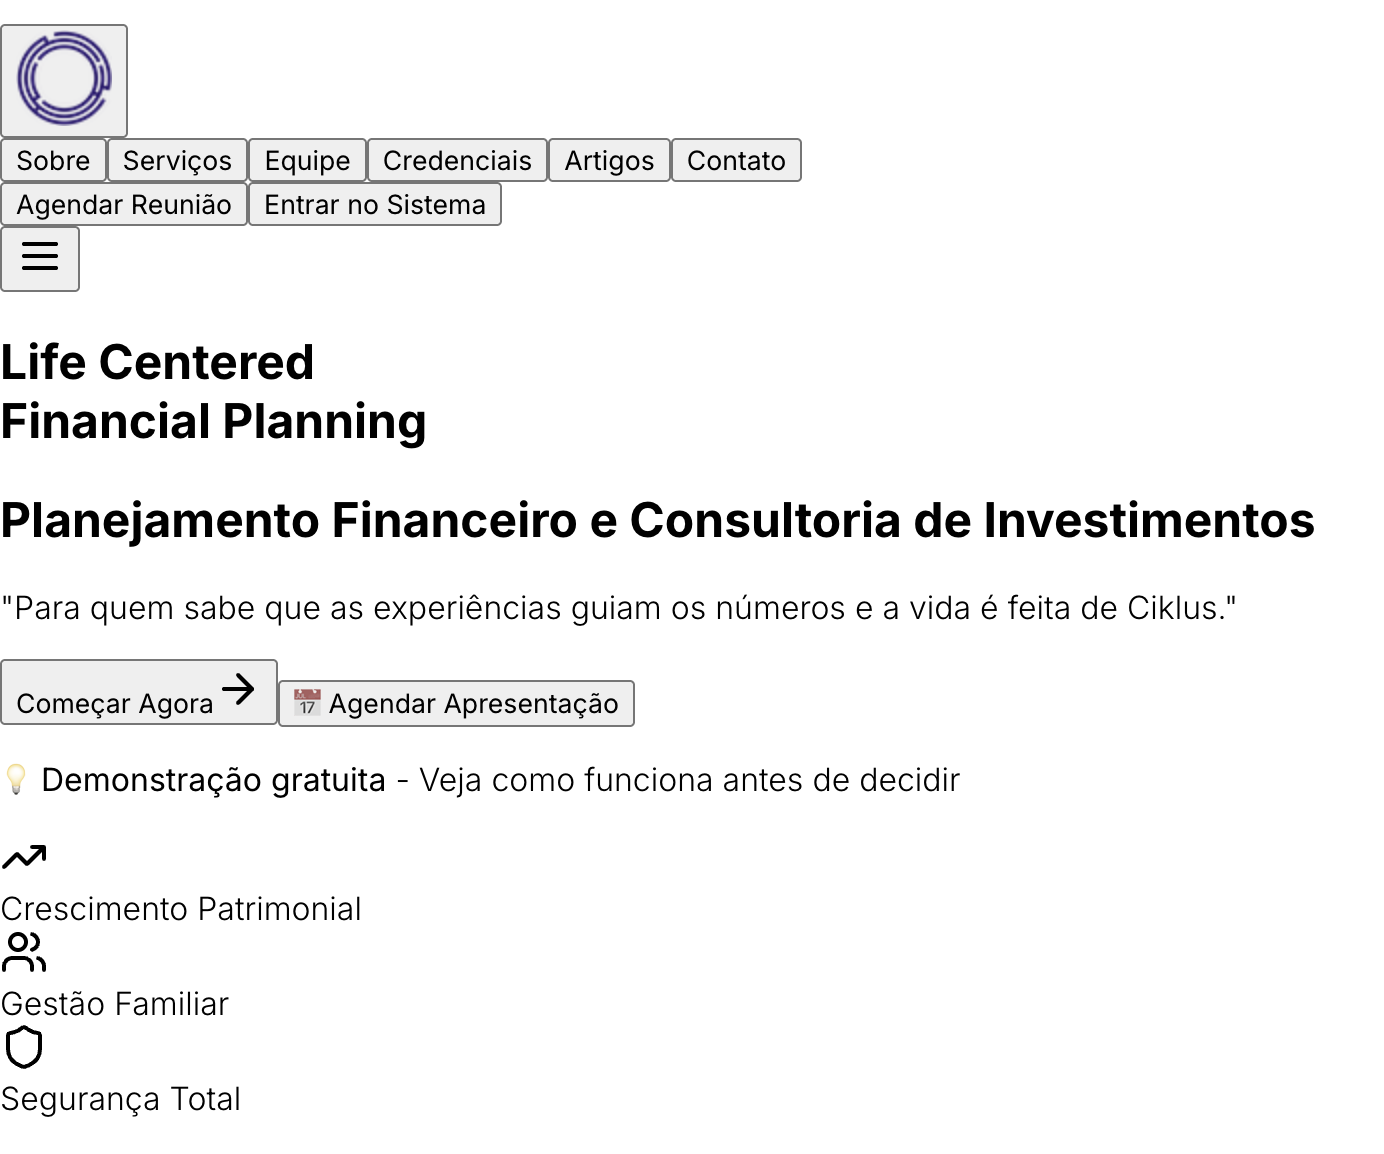 Sobre Serviços Equipe Credenciais Artigos Contato
Agendar Reunião Entrar no Sistema
Life Centered
Financial Planning
Planejamento Financeiro e Consultoria de Investimentos
"Para quem sabe que as experiências guiam os números e a vida é feita de Ciklus."
Começar Agora 📅 Agendar Apresentação
💡 Demonstração gratuita - Veja como funciona antes de decidir
Crescimento Patrimonial
Gestão Familiar
Segurança Total